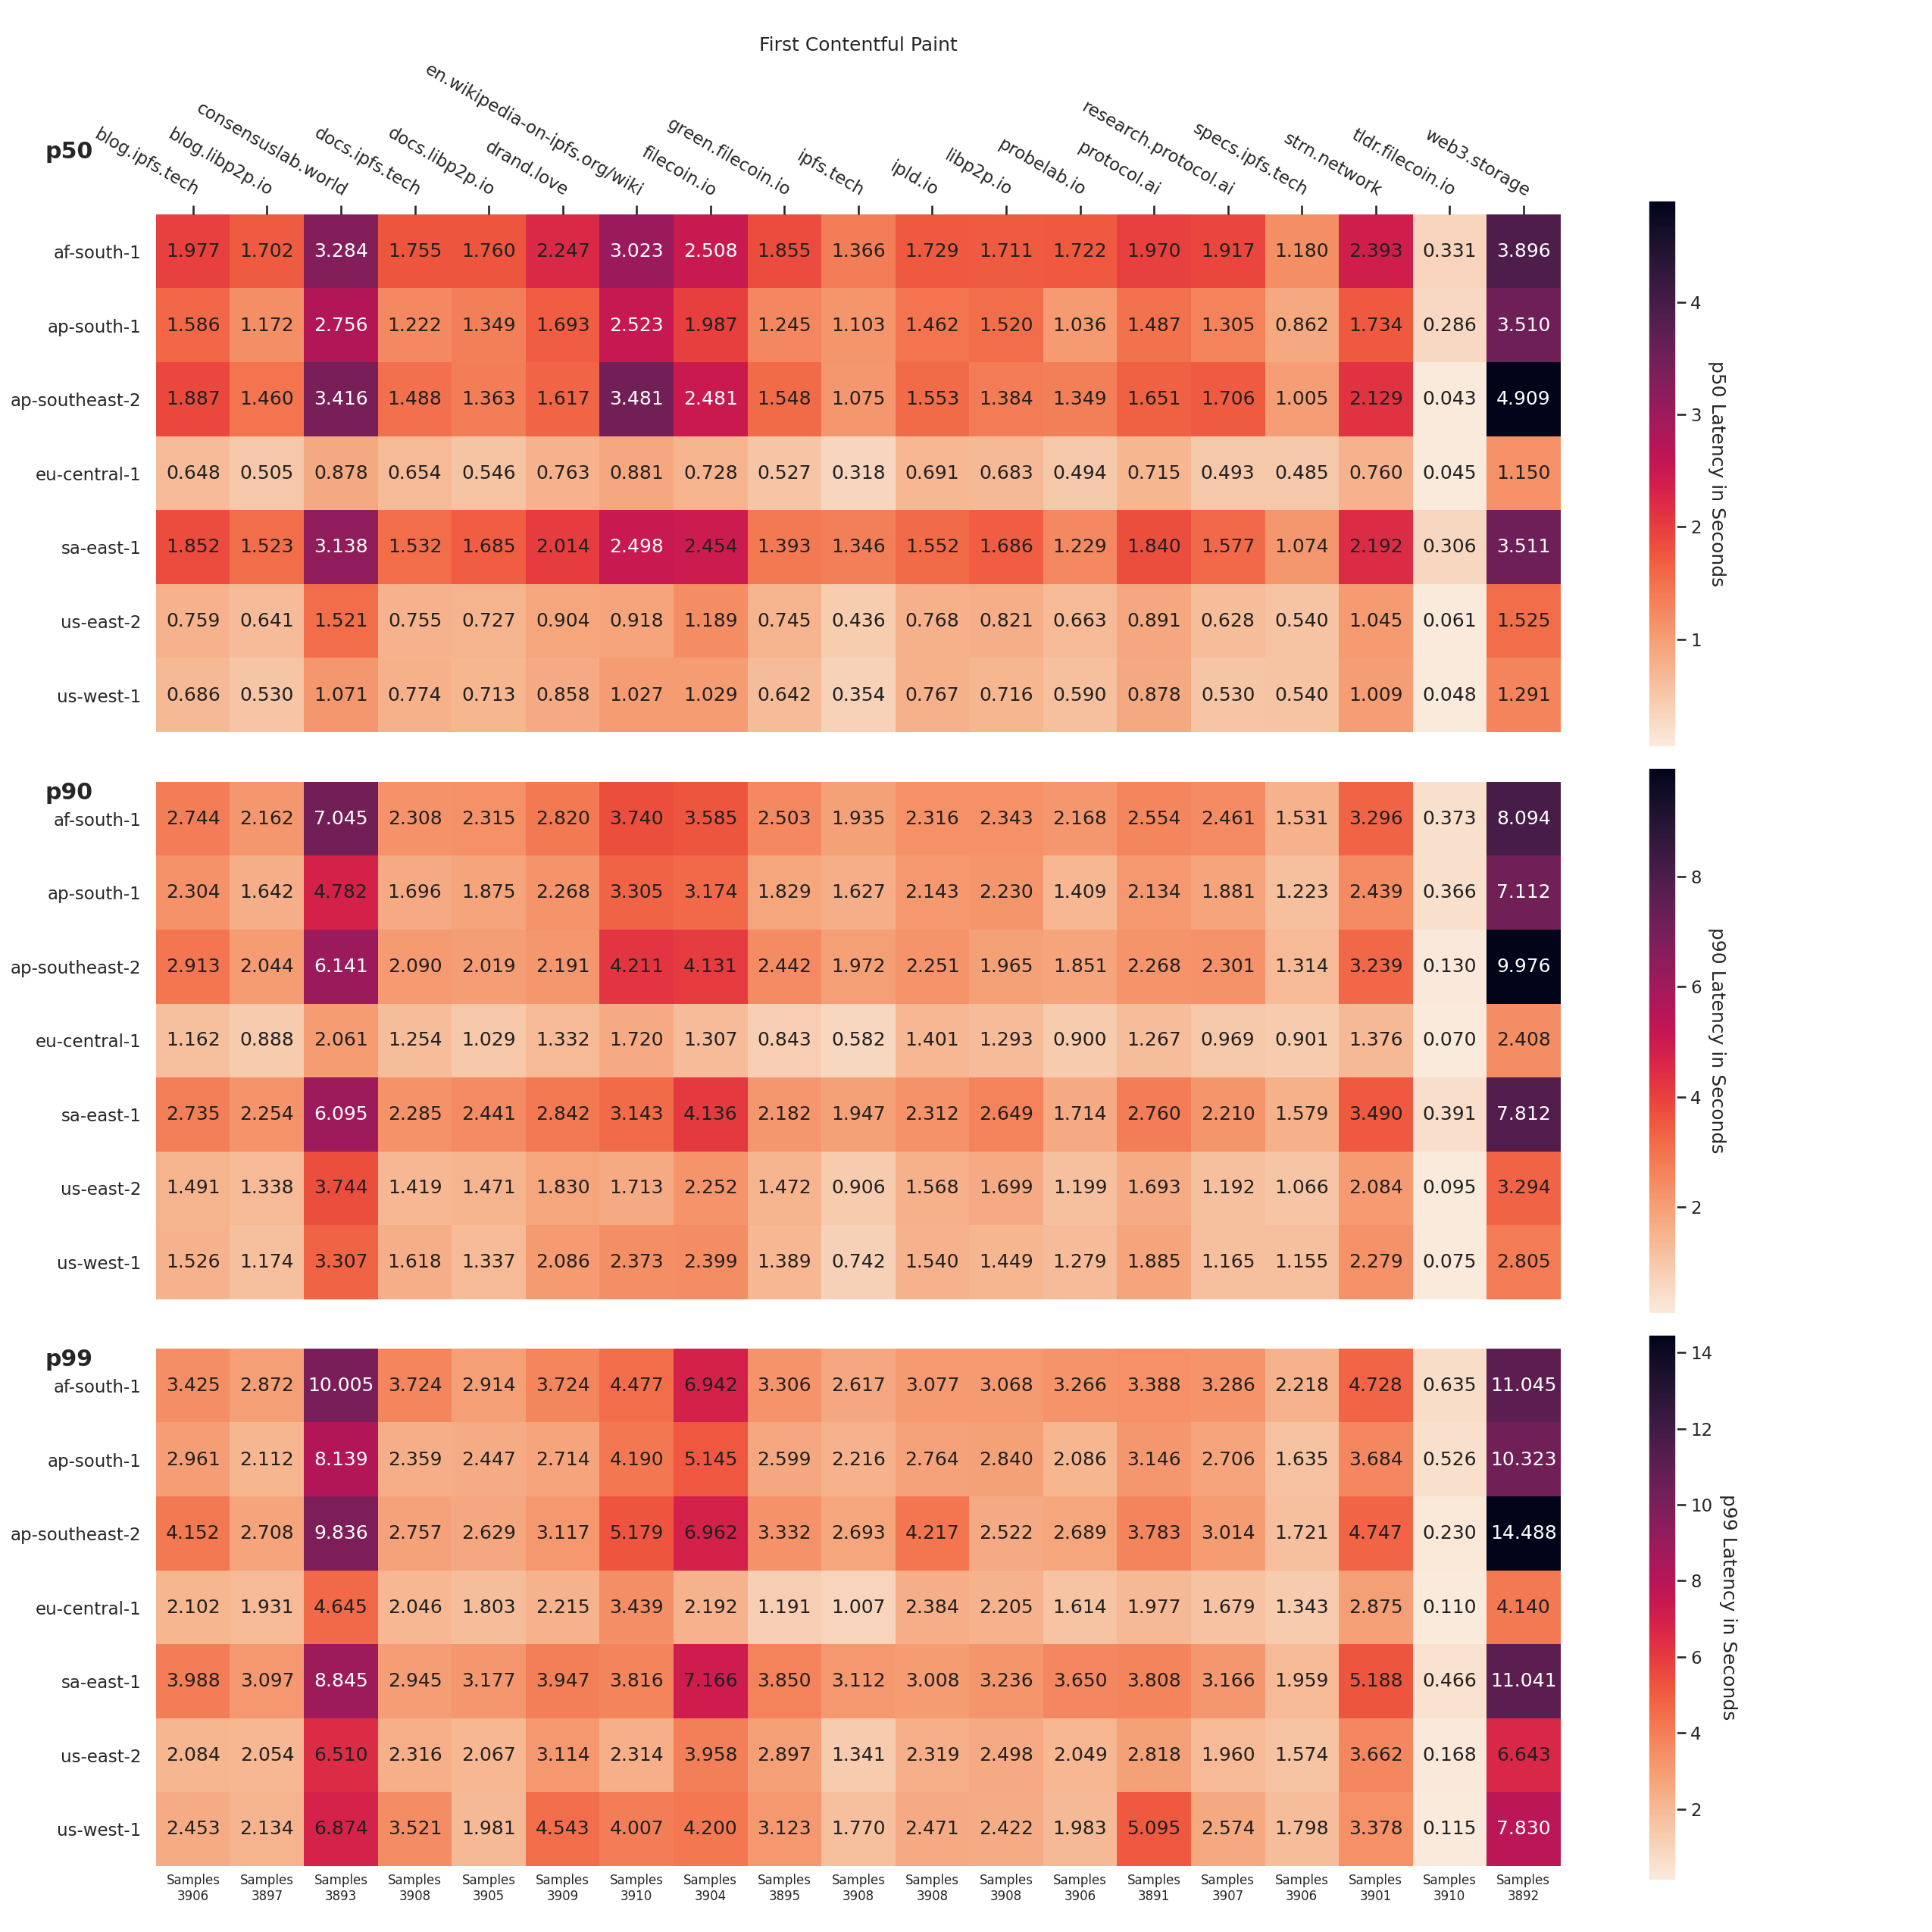 First Contentful Paint
p50
blog.ipfs.tech
blog.libp2p.io
consensuslab.world
docs.ipfs.tech
docs.libp2p.io
drand.love
en.wikipedia-on-ipfs.org/wiki
filecoin.io
green.filecoin.io
ipfs.tech
ipld.io
libp2p.io
probelab.io
protocol.ai
research.protocol.ai
specs.ipfs.tech
strn.network
tldr.filecoin.io
web3.storage
af-south-1 1.977 1.702 3.284 1.755 1.760 2.247 3.023 2.508 1.855 1.366 1.729 1.711 1.722 1.970 1.917 1.180 2.393 0.331 3.896
ap-south-1 1.586 1.172 2.756 1.222 1.349 1.693 2.523 1.987 1.245 1.103 1.462 1.520 1.036 1.487 1.305 0.862 1.734 0.286 3.510
ap-southeast-2 1.887 1.460 3.416 1.488 1.363 1.617 3.481 2.481 1.548 1.075 1.553 1.384 1.349 1.651 1.706 1.005 2.129 0.043 4.909
eu-central-1 0.648 0.505 0.878 0.654 0.546 0.763 0.881 0.728 0.527 0.318 0.691 0.683 0.494 0.715 0.493 0.485 0.760 0.045 1.150
sa-east-1 1.852 1.523 3.138 1.532 1.685 2.014 2.498 2.454 1.393 1.346 1.552 1.686 1.229 1.840 1.577 1.074 2.192 0.306 3.511
us-east-2 0.759 0.641 1.521 0.755 0.727 0.904 0.918 1.189 0.745 0.436 0.768 0.821 0.663 0.891 0.628 0.540 1.045 0.061 1.525
us-west-1 0.686 0.530 1.071 0.774 0.713 0.858 1.027 1.029 0.642 0.354 0.767 0.716 0.590 0.878 0.530 0.540 1.009 0.048 1.291
4
3
2
1
p50 Latency in Seconds
p90
af-south-1 2.744 2.162 7.045 2.308 2.315 2.820 3.740 3.585 2.503 1.935 2.316 2.343 2.168 2.554 2.461 1.531 3.296 0.373 8.094
ap-south-1 2.304 1.642 4.782 1.696 1.875 2.268 3.305 3.174 1.829 1.627 2.143 2.230 1.409 2.134 1.881 1.223 2.439 0.366 7.112
ap-southeast-2 2.913 2.044 6.141 2.090 2.019 2.191 4.211 4.131 2.442 1.972 2.251 1.965 1.851 2.268 2.301 1.314 3.239 0.130 9.976
eu-central-1 1.162 0.888 2.061 1.254 1.029 1.332 1.720 1.307 0.843 0.582 1.401 1.293 0.900 1.267 0.969 0.901 1.376 0.070 2.408
sa-east-1 2.735 2.254 6.095 2.285 2.441 2.842 3.143 4.136 2.182 1.947 2.312 2.649 1.714 2.760 2.210 1.579 3.490 0.391 7.812
us-east-2 1.491 1.338 3.744 1.419 1.471 1.830 1.713 2.252 1.472 0.906 1.568 1.699 1.199 1.693 1.192 1.066 2.084 0.095 3.294
us-west-1 1.526 1.174 3.307 1.618 1.337 2.086 2.373 2.399 1.389 0.742 1.540 1.449 1.279 1.885 1.165 1.155 2.279 0.075 2.805
8
6
4
2
p90 Latency in Seconds
p99
af-south-1 3.425 2.872 10.005 3.724 2.914 3.724 4.477 6.942 3.306 2.617 3.077 3.068 3.266 3.388 3.286 2.218 4.728 0.635 11.045
ap-south-1 2.961 2.112 8.139 2.359 2.447 2.714 4.190 5.145 2.599 2.216 2.764 2.840 2.086 3.146 2.706 1.635 3.684 0.526 10.323
ap-southeast-2 4.152 2.708 9.836 2.757 2.629 3.117 5.179 6.962 3.332 2.693 4.217 2.522 2.689 3.783 3.014 1.721 4.747 0.230 14.488
eu-central-1 2.102 1.931 4.645 2.046 1.803 2.215 3.439 2.192 1.191 1.007 2.384 2.205 1.614 1.977 1.679 1.343 2.875 0.110 4.140
sa-east-1 3.988 3.097 8.845 2.945 3.177 3.947 3.816 7.166 3.850 3.112 3.008 3.236 3.650 3.808 3.166 1.959 5.188 0.466 11.041
us-east-2 2.084 2.054 6.510 2.316 2.067 3.114 2.314 3.958 2.897 1.341 2.319 2.498 2.049 2.818 1.960 1.574 3.662 0.168 6.643
us-west-1 2.453 2.134 6.874 3.521 1.981 4.543 4.007 4.200 3.123 1.770 2.471 2.422 1.983 5.095 2.574 1.798 3.378 0.115 7.830
14
12
10
8
6
4
2
p99 Latency in Seconds
Samples Samples Samples Samples Samples Samples Samples Samples Samples Samples Samples Samples Samples Samples Samples Samples Samples Samples Samples
3906 3897 3893 3908 3905 3909 3910 3904 3895 3908 3908 3908 3906 3891 3907 3906 3901 3910 3892